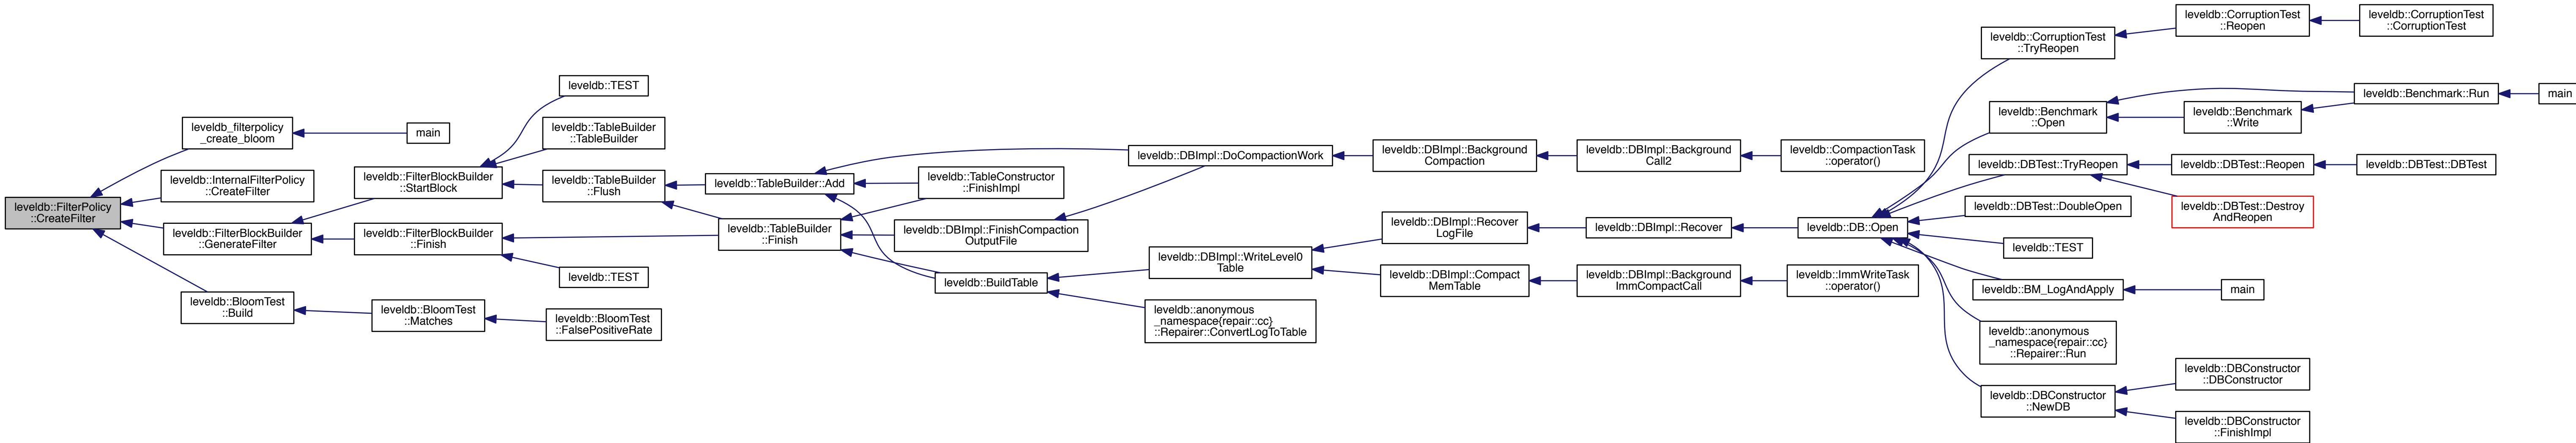 leveldb::FilterPolicy
::CreateFilter
leveldb_filterpolicy
_create_bloom
main
leveldb::InternalFilterPolicy
::CreateFilter
leveldb::FilterBlockBuilder
::GenerateFilter
leveldb::BloomTest
::Build
leveldb::FilterBlockBuilder
::StartBlock
leveldb::FilterBlockBuilder
::Finish
leveldb::BloomTest
::Matches
leveldb::TEST
leveldb::TableBuilder
::TableBuilder
leveldb::TableBuilder
::Flush
leveldb::TEST
leveldb::BloomTest
::FalsePositiveRate
leveldb::TableBuilder::Add
leveldb::TableBuilder
::Finish
leveldb::TableConstructor
::FinishImpl
leveldb::DBImpl::FinishCompaction
OutputFile
leveldb::BuildTable
leveldb::DBImpl::DoCompactionWork
leveldb::DBImpl::WriteLevel0
Table
leveldb::anonymous
_namespace{repair::cc}
::Repairer::ConvertLogToTable
leveldb::DBImpl::Background
Compaction
leveldb::DBImpl::Recover
LogFile
leveldb::DBImpl::Compact
MemTable
leveldb::DBImpl::Background
Call2
leveldb::DBImpl::Recover
leveldb::DBImpl::Background
ImmCompactCall
leveldb::CompactionTask
::operator()
leveldb::DB::Open
leveldb::ImmWriteTask
::operator()
leveldb::CorruptionTest
::TryReopen
leveldb::Benchmark
::Open
leveldb::DBTest::TryReopen
leveldb::DBTest::DoubleOpen
leveldb::TEST
leveldb::BM_LogAndApply
leveldb::anonymous
_namespace{repair::cc}
::Repairer::Run
leveldb::DBConstructor
::NewDB
leveldb::CorruptionTest
::Reopen
leveldb::Benchmark
::Write
leveldb::DBTest::Reopen
leveldb::DBTest::Destroy
AndReopen
main
leveldb::DBConstructor
::DBConstructor
leveldb::DBConstructor
::FinishImpl
leveldb::CorruptionTest
::CorruptionTest
leveldb::Benchmark::Run
leveldb::DBTest::DBTest
main